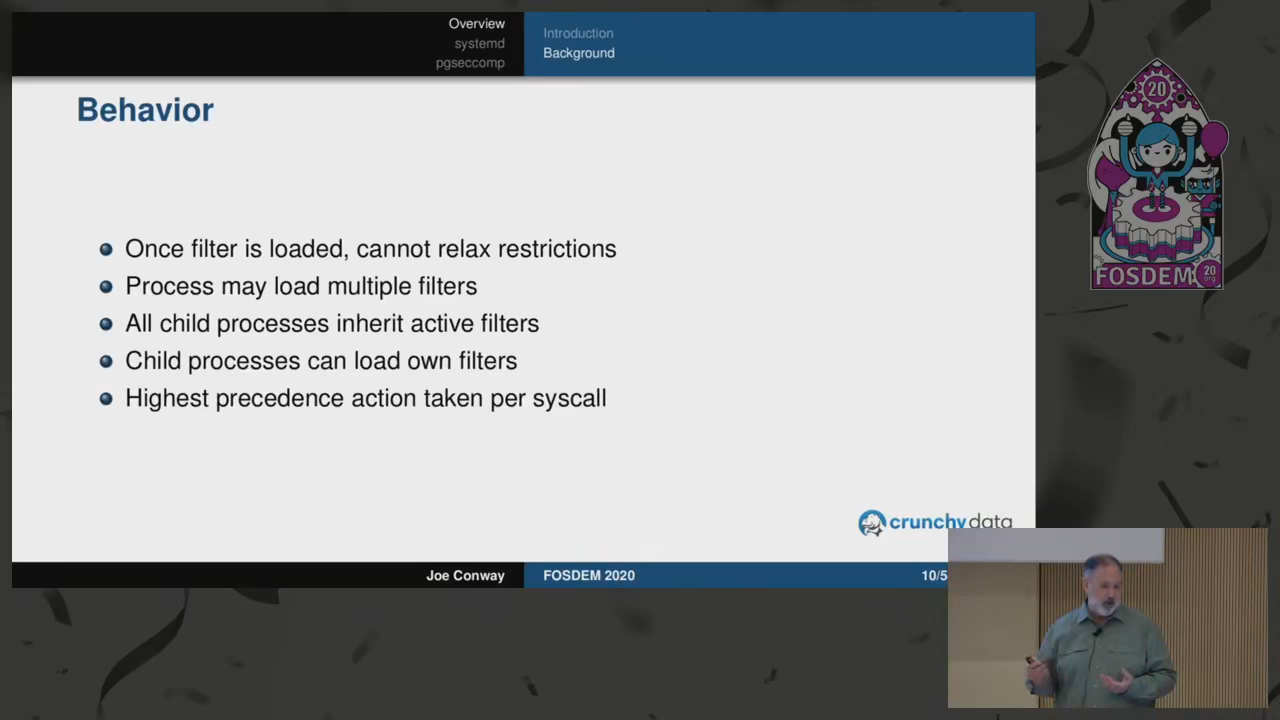 Overview
systemd
pgseccomp
Introduction
Background
Behavior
Once filter is loaded, cannot relax restrictions
Process may load multiple filters
All child processes inherit active filters
Child processes can load own filters
Highest precedence action taken per syscall
crunchy data
Joe Conway
FOSDEM 2020
10/5
20
FOSDEM
20
org